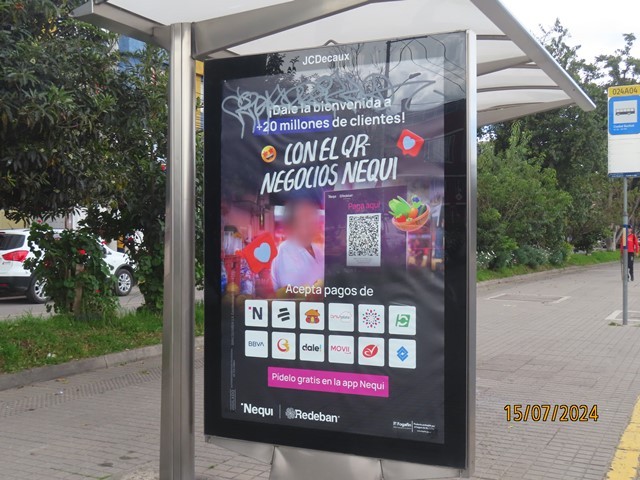 JCDecaux
¡Dale la bienvenida a
+20 millones de clientes!
CON EL QR-
NEGOCIOS NEQUI
Paga aquí
Acepta pagos de
N
BBVA
dale!
MOVII
Pídelo gratis en la app Nequi
Nequi
Redeban
024A04
15/07/2024